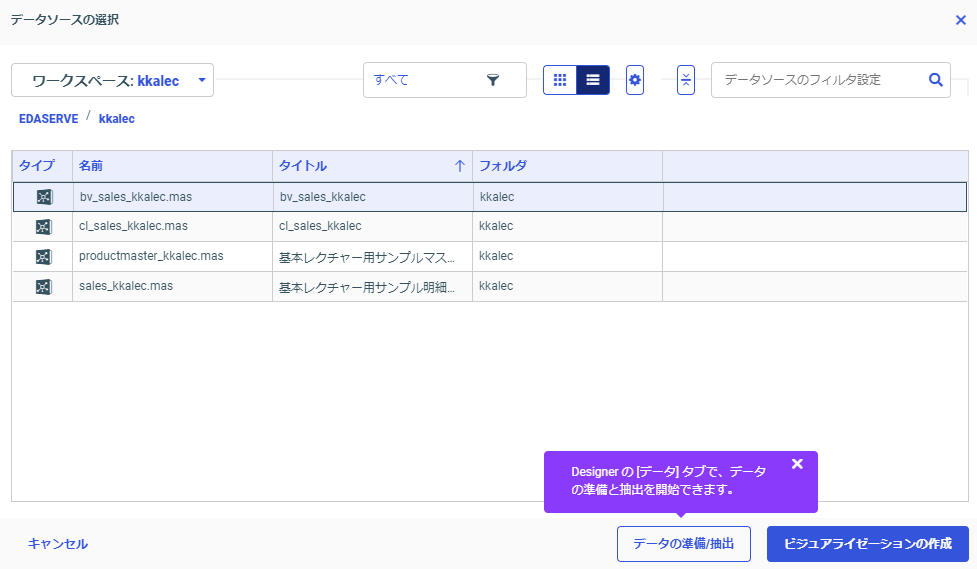 データソースの選択
ワークスペース: kkalec
すべて
データソースのフィルタ設定
EDASERVE / kkalec
タイプ 名前 タイトル フォルダ
bv_sales_kkalec.mas bv_sales_kkalec kkalec
cl_sales_kkalec.mas cl_sales_kkalec kkalec
productmaster_kkalec.mas 基本レクチャー用サンプルマス... kkalec
sales_kkalec.mas 基本レクチャー用サンプル明細... kkalec
Designer の [データ] タブで、データ
の準備と抽出を開始できます。
キャンセル
データの準備/抽出
ビジュアライゼーションの作成